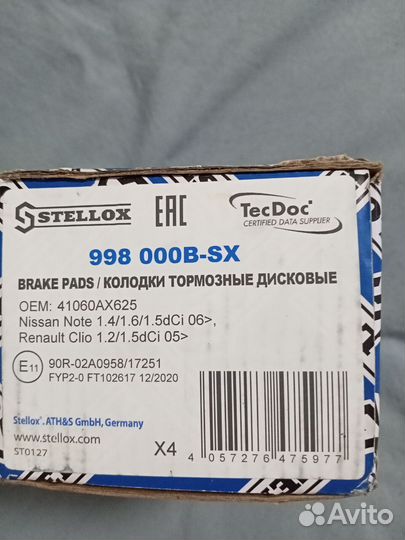 STELLOX
EAC
TecDoc
CERTIFIED DATA SUPPLIER
998 000B-SX
BRAKE PADS / КОЛОДКИ ТОРМОЗНЫЕ ДИСКОВЫЕ
OEM: 41060AX625
Nissan Note 1.4/1.6/1.5dCi 06>,
Renault Clio 1.2/1.5dCi 05>
E11
90R-02A0958/17251
FYP2-0 FT102617 12/2020
Stellox, ATH&S GmbH, Germany
www.stellox.com
ST0127
X4
4 057276 475977
Avito